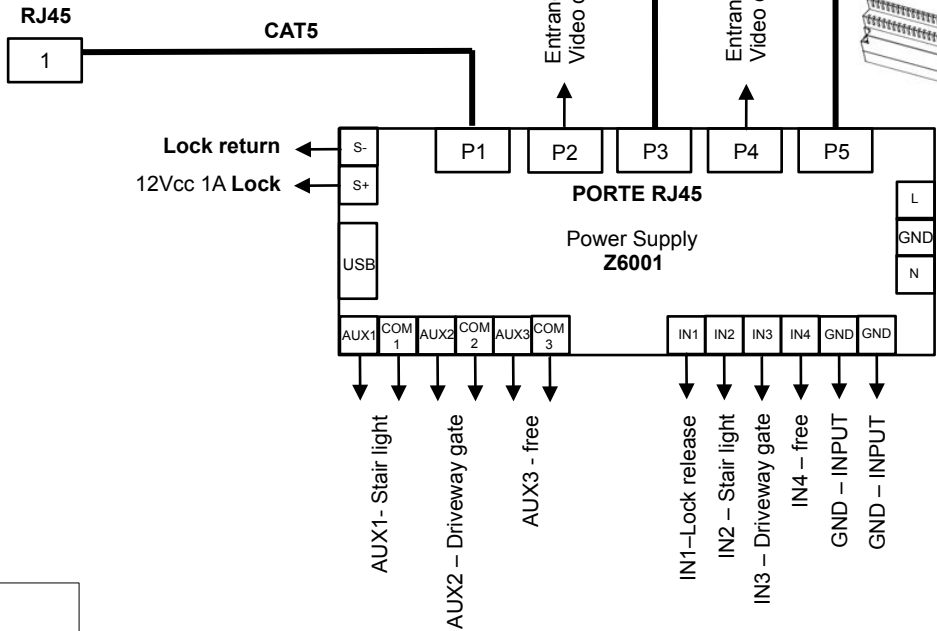 RJ45
1
CAT5
Video
Video
Lock return
12Vcc 1A Lock
S-
S+
USB
P1
P2
P3
P4
P5
PORTE RJ45
Power Supply
Z6001
L
GND
N
AUX1
COM
1
AUX2
COM
2
AUX3
COM
3
IN1
IN2
IN3
IN4
GND
GND
AUX1- Stair light
AUX2 – Driveway gate
AUX3 - free
IN1–Lock release
IN2 – Stair light
IN3 – Driveway gate
IN4 – free
GND – INPUT
GND – INPUT